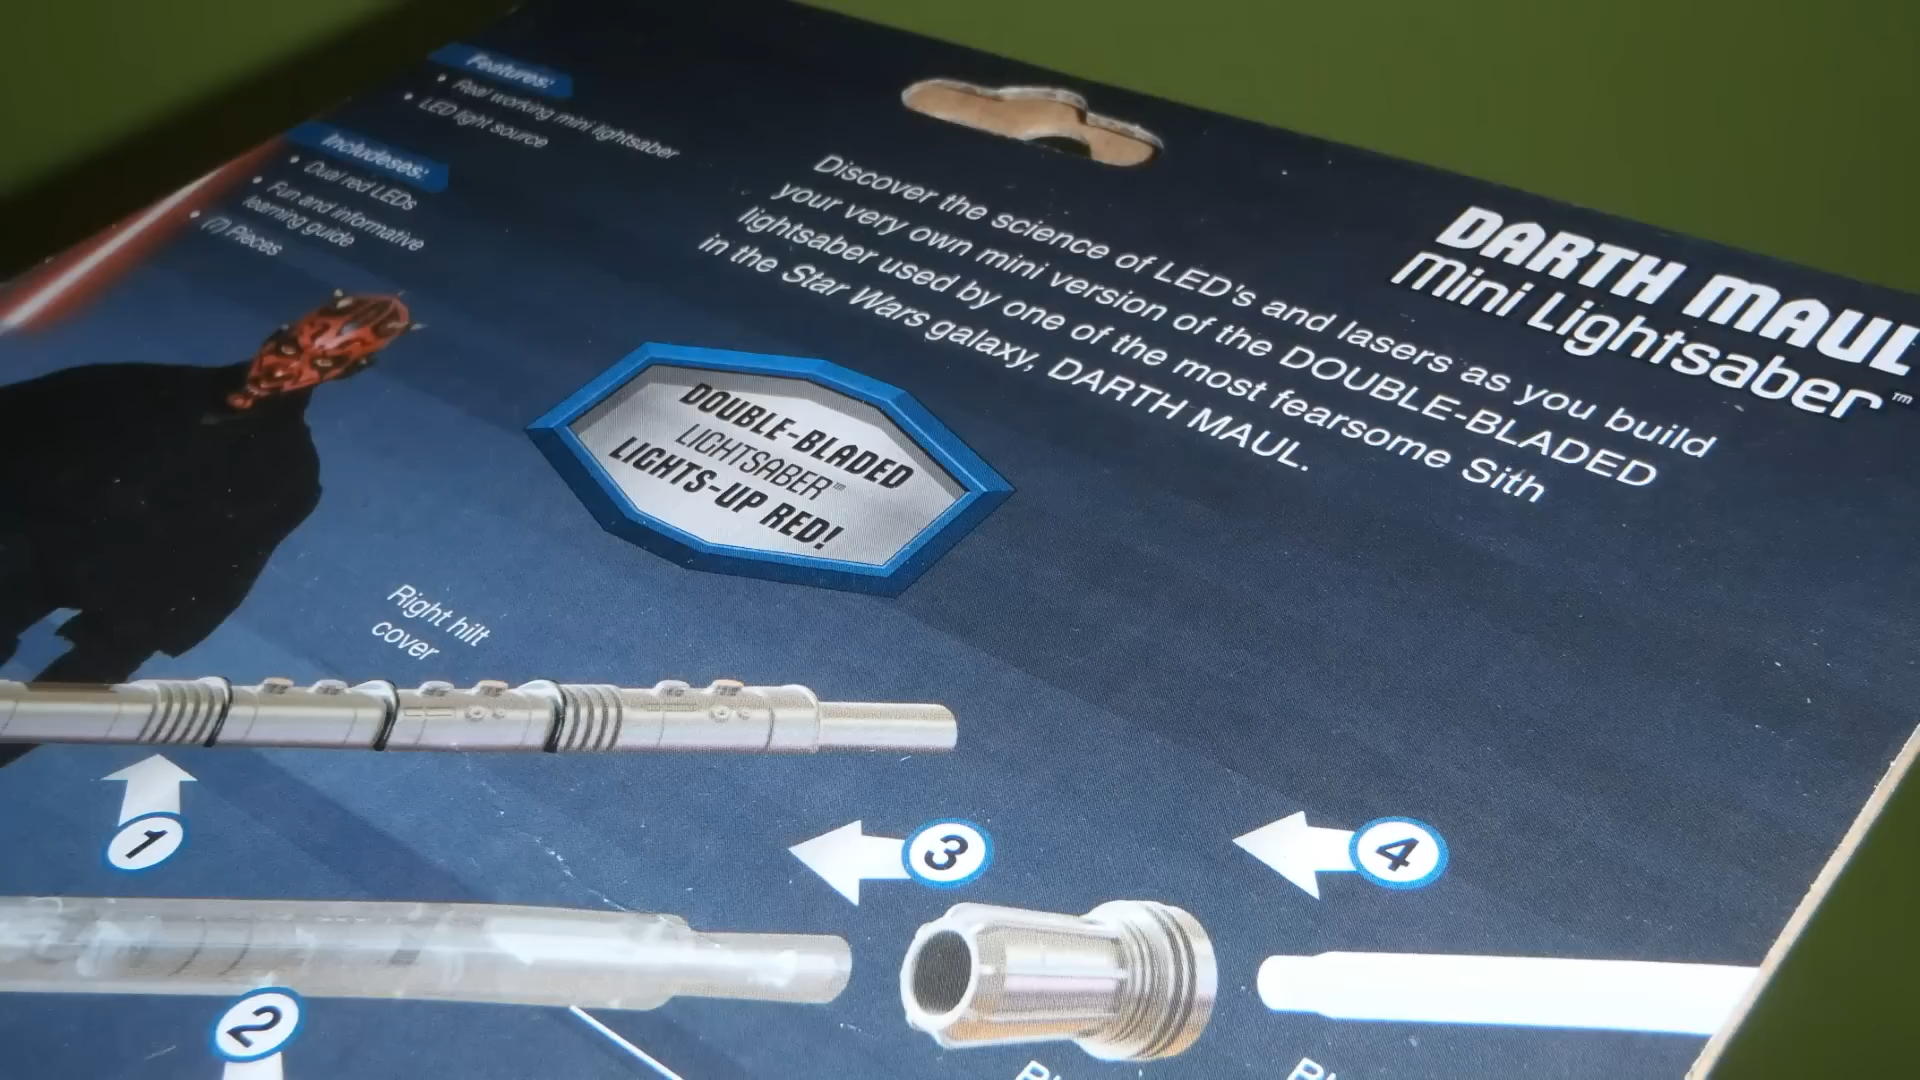 Features:
• Real working mini lightsaber
• LED light source
Includeses:
• Dual red LEDs
• Fun and informative
learning guide
• (7) Pieces
DARTH MAUL
Mini Lightsaber™
Discover the science of LED's and lasers as you build
your very own mini version of the DOUBLE-BLADED
lightsaber used by one of the most fearsome Sith
in the Star Wars galaxy, DARTH MAUL.
DOUBLE-BLADED
LIGHTSABER™
LIGHTS-UP RED!
Right hilt
cover
1
3
4
2